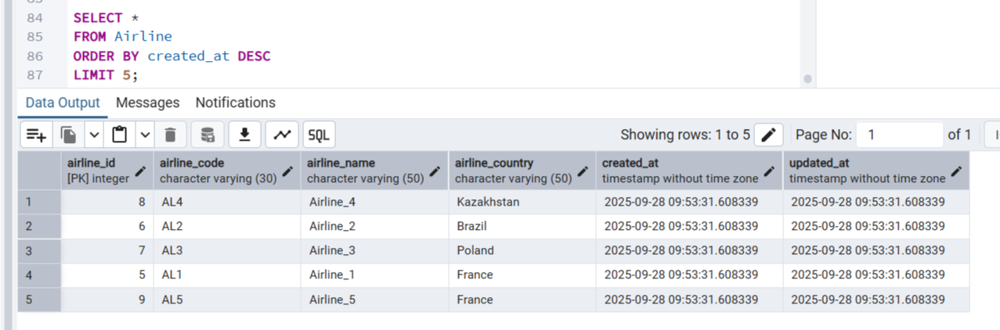 84 SELECT *
85 FROM Airline
86 ORDER BY created_at DESC
87 LIMIT 5;
Data Output Messages Notifications
SQL Showing rows: 1 to 5 Page No: 1 of 1
airline_id airline_code airline_name airline_country created_at updated_at
[PK] integer character varying (30) character varying (50) character varying (50) timestamp without time zone timestamp without time zone
1 8 AL4 Airline_4 Kazakhstan 2025-09-28 09:53:31.608339 2025-09-28 09:53:31.608339
2 6 AL2 Airline_2 Brazil 2025-09-28 09:53:31.608339 2025-09-28 09:53:31.608339
3 7 AL3 Airline_3 Poland 2025-09-28 09:53:31.608339 2025-09-28 09:53:31.608339
4 5 AL1 Airline_1 France 2025-09-28 09:53:31.608339 2025-09-28 09:53:31.608339
5 9 AL5 Airline_5 France 2025-09-28 09:53:31.608339 2025-09-28 09:53:31.608339